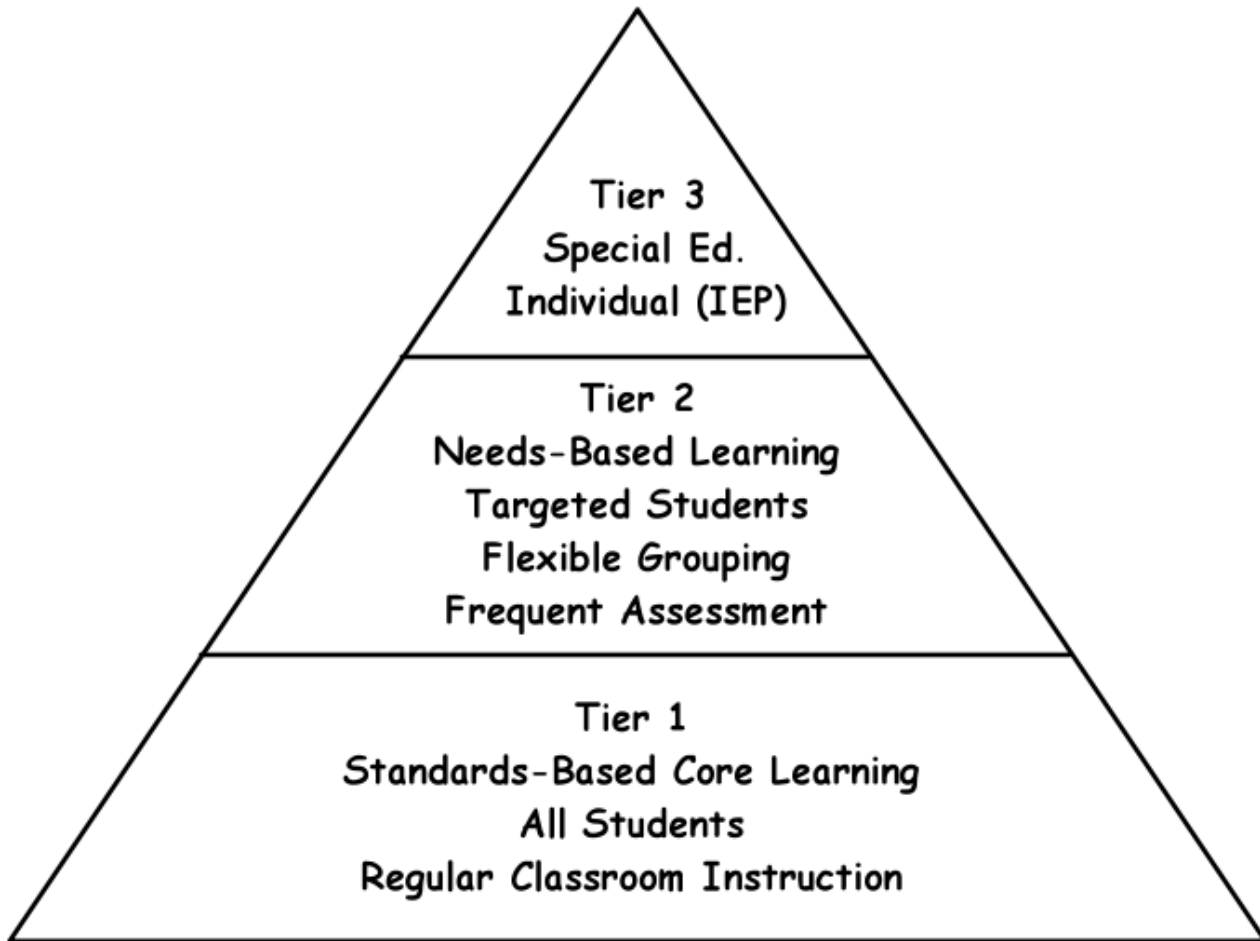 Tier 3
Special Ed.
Individual (IEP)
Tier 2
Needs-Based Learning
Targeted Students
Flexible Grouping
Frequent Assessment
Tier 1
Standards-Based Core Learning
All Students
Regular Classroom Instruction